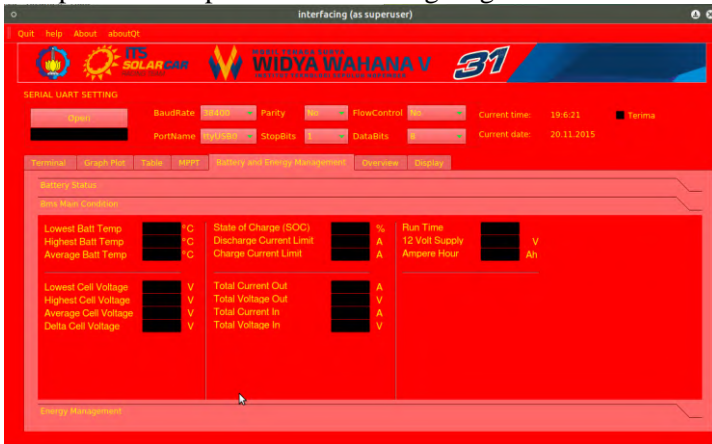 interfacing (as superuser)
Quit help About aboutQt
ITS SOLARCAR
WIDYA WAHANA V
31
SERIAL UART SETTING
Open
BaudRate 38400 Parity No FlowControl No
Current time: 19:6:21
Terima
PortName ttyUSB0 StopBits 1 DataBits 8
Current date: 20.11.2015
Terminal Graph Plot Table MPPT Battery and Energy Management Overview Display
Battery Status
Bms Main Condition
Lowest Batt Temp °C State of Charge (SOC) % Run Time
Highest Batt Temp °C Discharge Current Limit A 12 Volt Supply V
Average Batt Temp °C Charge Current Limit A Ampere Hour Ah
Lowest Cell Voltage V Total Current Out A
Highest Cell Voltage V Total Voltage Out V
Average Cell Voltage V Total Current In A
Delta Cell Voltage V Total Voltage In V
Energy Management